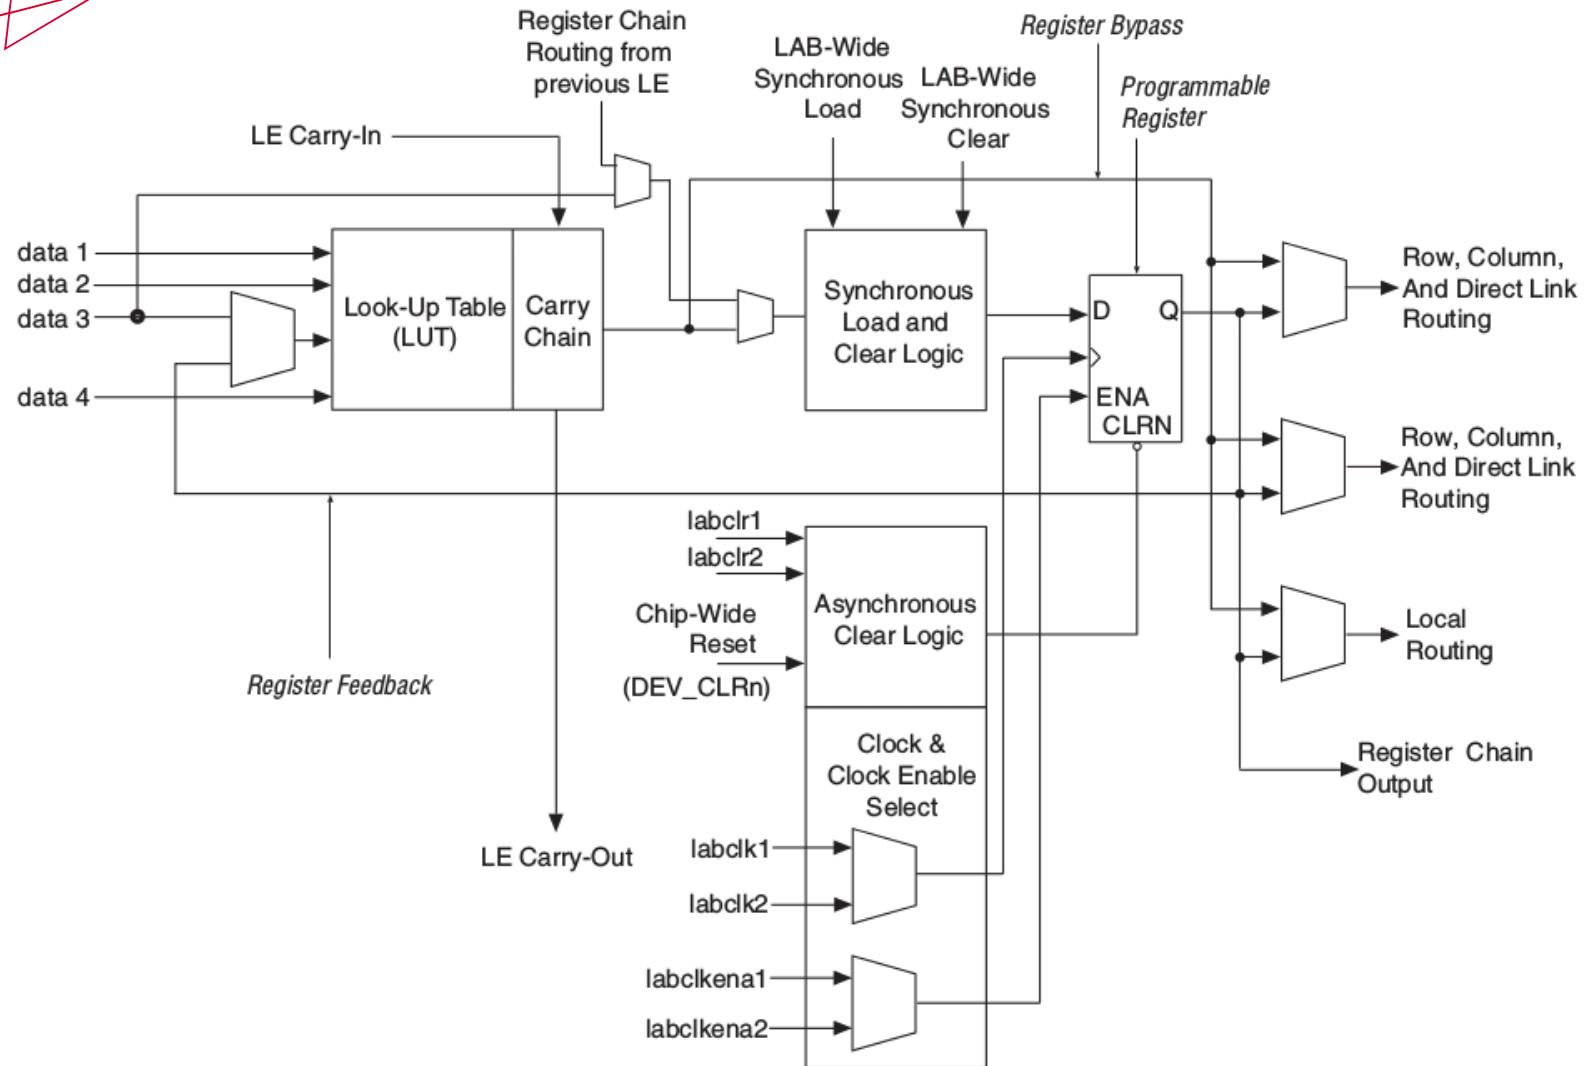 Register Chain
Routing from
previous LE
Register Bypass
LAB-Wide
Synchronous
Load
LAB-Wide
Synchronous
Clear
Programmable
Register
LE Carry-In
data 1
data 2
data 3
data 4
Look-Up Table
(LUT)
Carry
Chain
Synchronous
Load and
Clear Logic
D
Q
ENA
CLRN
Row, Column,
And Direct Link
Routing
Row, Column,
And Direct Link
Routing
Local
Routing
Register Chain
Output
labclr1
labclr2
Chip-Wide
Reset
(DEV_CLRn)
Asynchronous
Clear Logic
Register Feedback
Clock &
Clock Enable
Select
LE Carry-Out
labclk1
labclk2
labclkena1
labclkena2